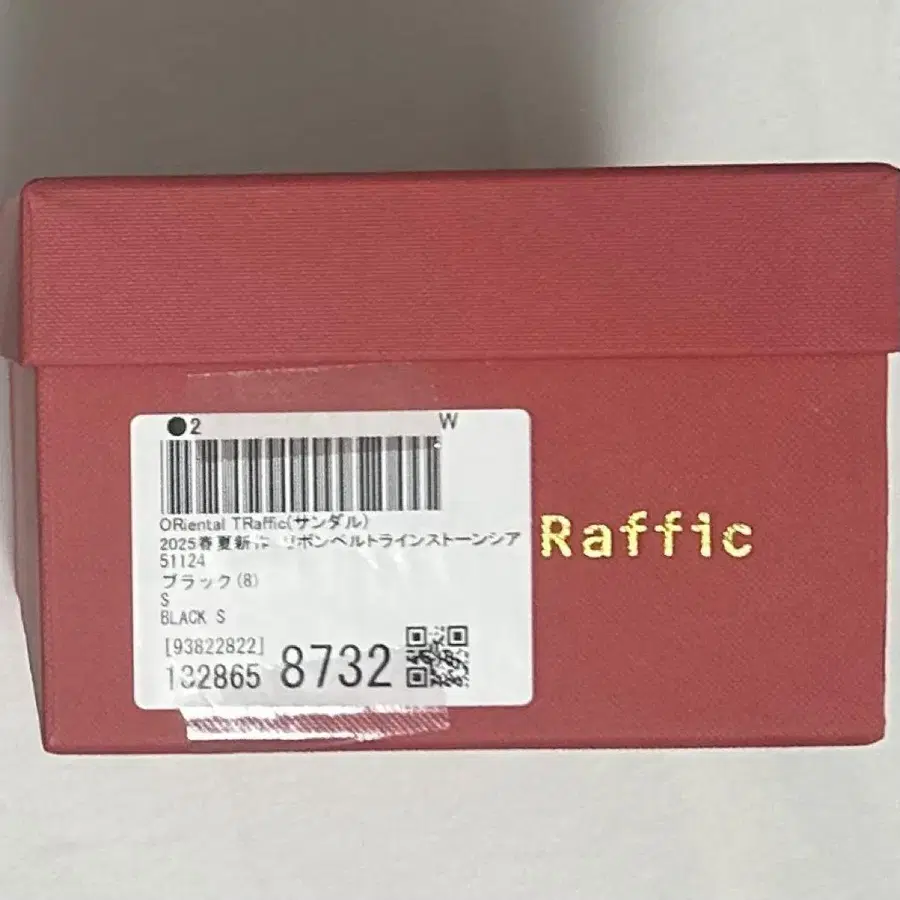 ●2 W
ORiental TRaffic(サンダル)
2025春夏新作 リボンベルトラインストーンシア
51124
ブラック(8)
S
BLACK S
[93822822]
132865 8732
Raffic